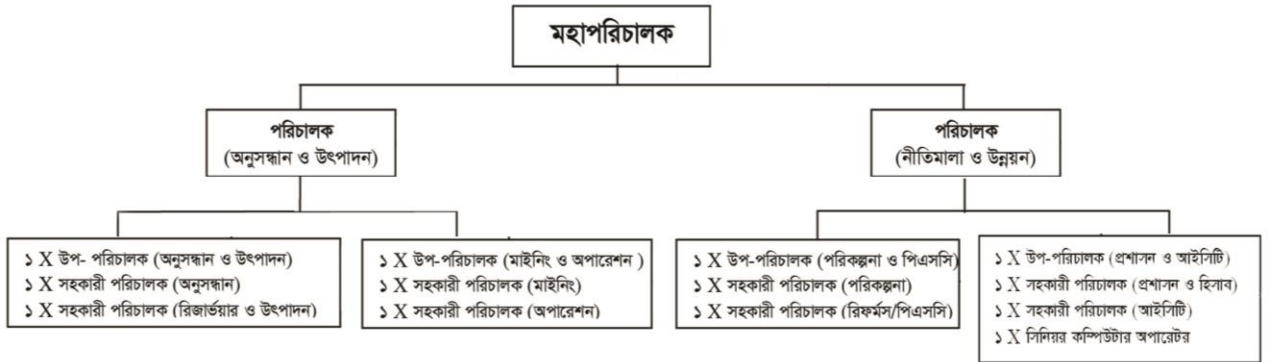 মহাপরিচালক
পরিচালক
(অনুসন্ধান ও উৎপাদন)
পরিচালক
(নীতিমালা ও উন্নয়ন)
১ X উপ- পরিচালক (অনুসন্ধান ও উৎপাদন)
১ X সহকারী পরিচালক (অনুসন্ধান)
১ X সহকারী পরিচালক (রিজার্ভয়ার ও উৎপাদন)
১ X উপ-পরিচালক (মাইনিং ও অপারেশন )
১ X সহকারী পরিচালক (মাইনিং)
১ X সহকারী পরিচালক (অপারেশন)
১ X উপ-পরিচালক (পরিকল্পনা ও পিএসসি)
১ X সহকারী পরিচালক (পরিকল্পনা)
১ X সহকারী পরিচালক (রিফর্মস/পিএসসি)
১ X উপ-পরিচালক (প্রশাসন ও আইসিটি)
১ X সহকারী পরিচালক (প্রশাসন ও হিসাব)
১ X সহকারী পরিচালক (আইসিটি)
১ X সিনিয়র কম্পিউটার অপারেটর